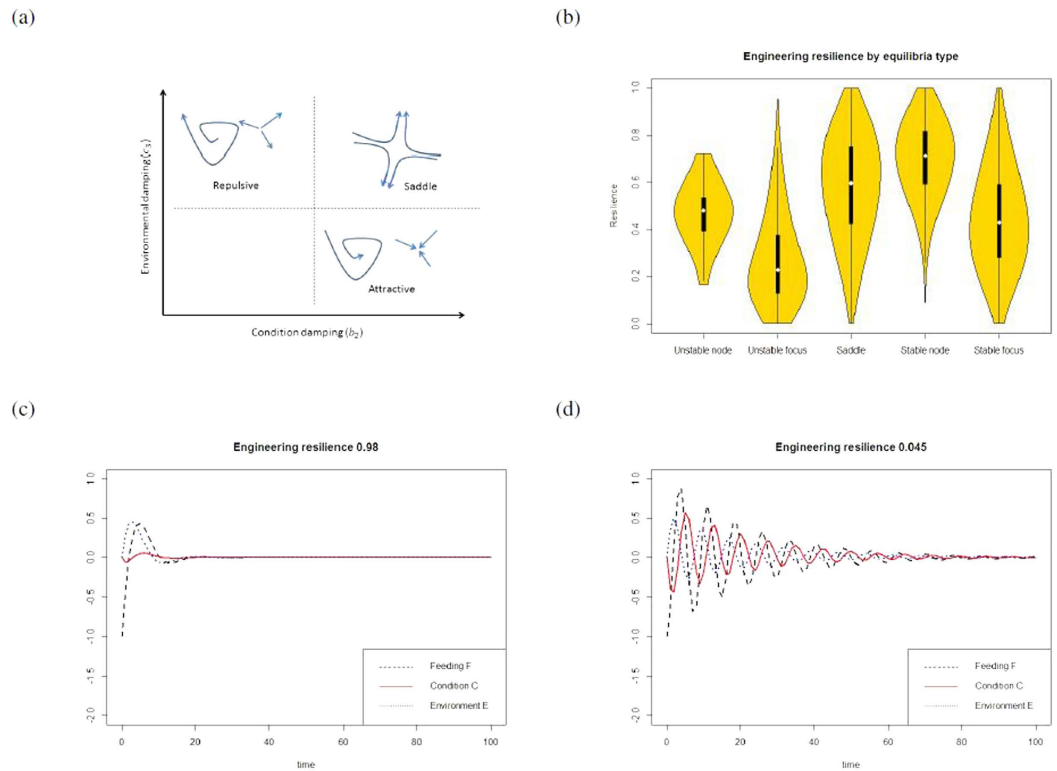 (a)
Environmental damping (c3)
Repulsive
Saddle
Attractive
Condition damping (b2)
(b)
Engineering resilience by equilibria type
Resilience
1.0
0.8
0.6
0.4
0.2
0.0
Unstable node Unstable focus Saddle Stable node Stable focus
(c)
Engineering resilience 0.98
1.0
0.5
0.0
-0.5
-1.0
-1.5
-2.0
Feeding F
Condition C
Environment E
0 20 40 60 80 100
time
(d)
Engineering resilience 0.045
1.0
0.5
0.0
-0.5
-1.0
-1.5
-2.0
Feeding F
Condition C
Environment E
0 20 40 60 80 100
time